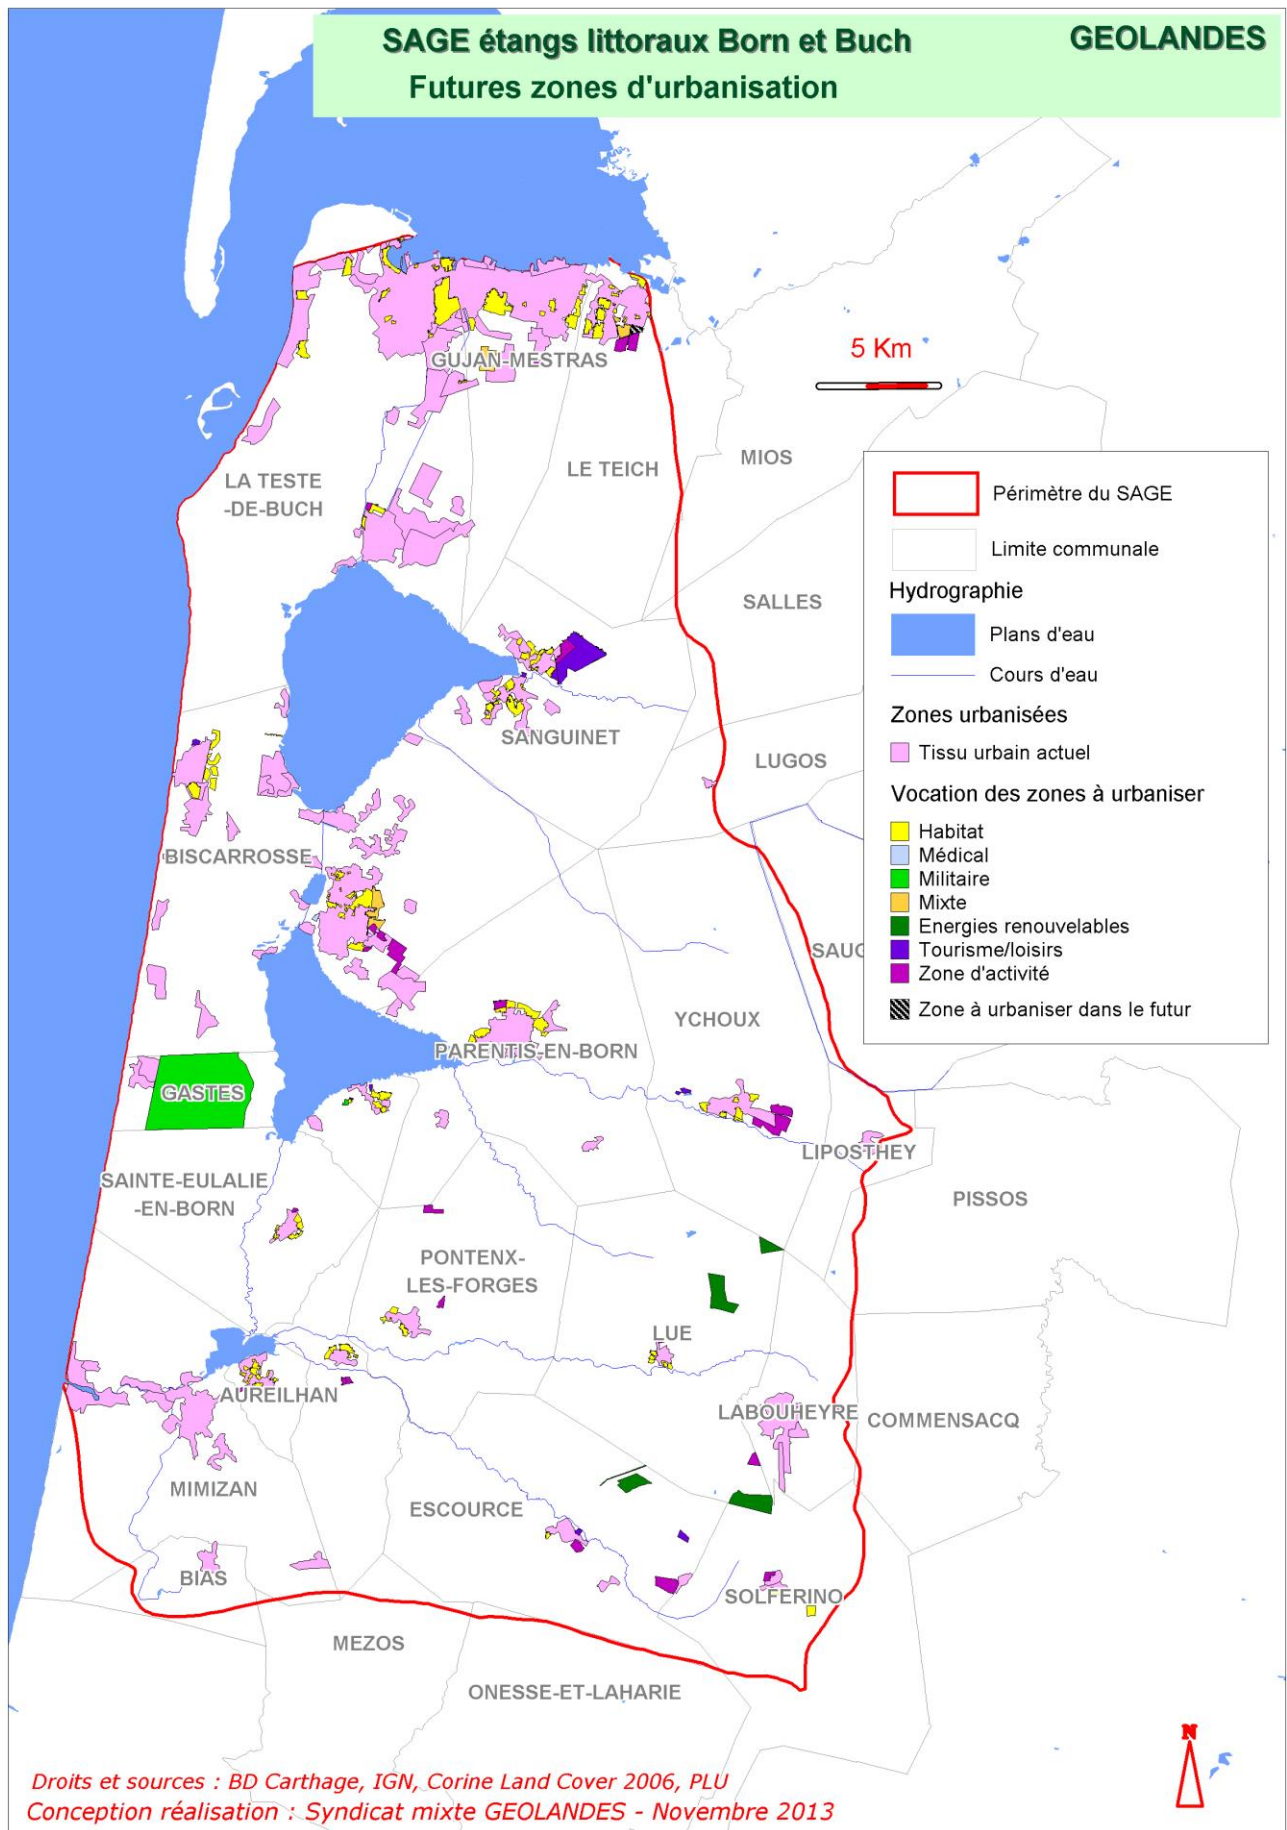 SAGE étangs littoraux Born et Buch
GEOLANDES
Futures zones d'urbanisation
5 Km
GUJAN-MESTRAS
LE TEICH
MIOS
LA TESTE
-DE-BUCH
SALLES
SANGUINET
LUGOS
BISCARROSSE
SAUG
YCHOUX
PARENTIS-EN-BORN
GASTES
LIPOSTHEY
SAINTE-EULALIE
-EN-BORN
PISSOS
PONTENX-
LES-FORGES
LUE
AUREILHAN
LABOUHEYRE
COMMENSACQ
MIMIZAN
ESCOURCE
BIAS
SOLFERINO
MEZOS
ONESSE-ET-LAHARIE
Périmètre du SAGE
Limite communale
Hydrographie
Plans d'eau
Cours d'eau
Zones urbanisées
Tissu urbain actuel
Vocation des zones à urbaniser
Habitat
Médical
Militaire
Mixte
Energies renouvelables
Tourisme/loisirs
Zone d'activité
Zone à urbaniser dans le futur
N
Droits et sources : BD Carthage, IGN, Corine Land Cover 2006, PLU
Conception réalisation : Syndicat mixte GEOLANDES - Novembre 2013